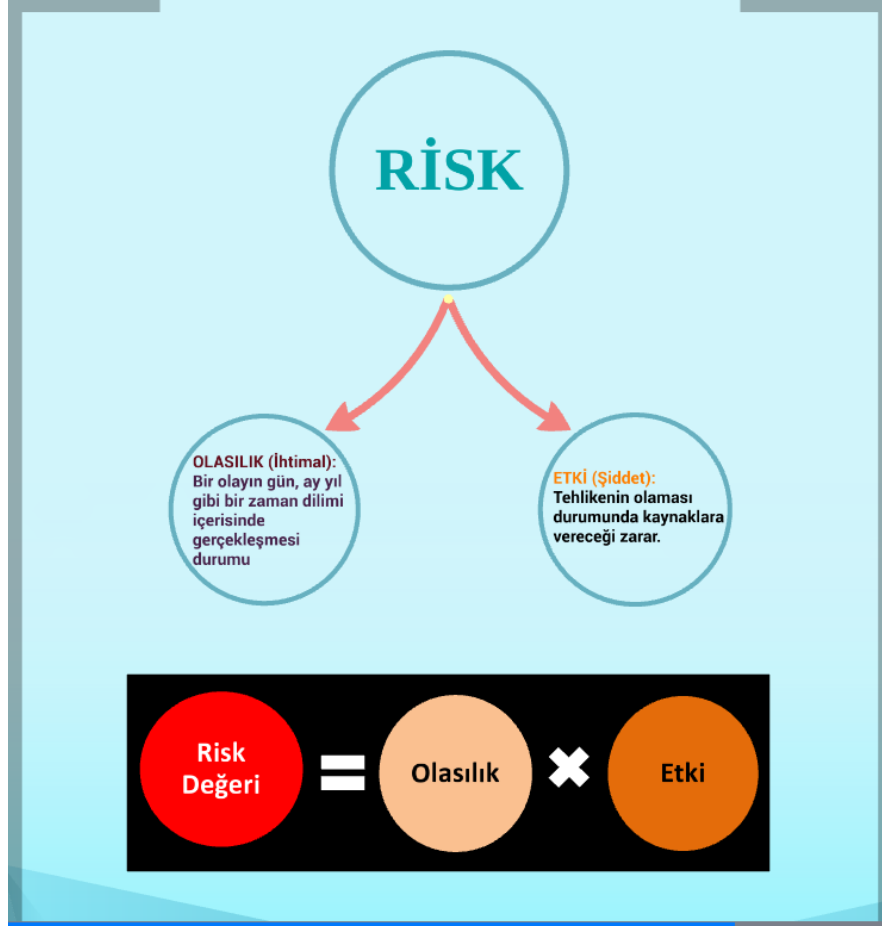 RİSK
OLASILIK (İhtimal):
Bir olayın gün, ay yıl
gibi bir zaman dilimi
içerisinde
gerçekleşmesi
durumu
ETKİ (Şiddet):
Tehlikenin olaması
durumunda kaynaklara
vereceği zarar.
Risk
Değeri
=
Olasılık
✖
Etki